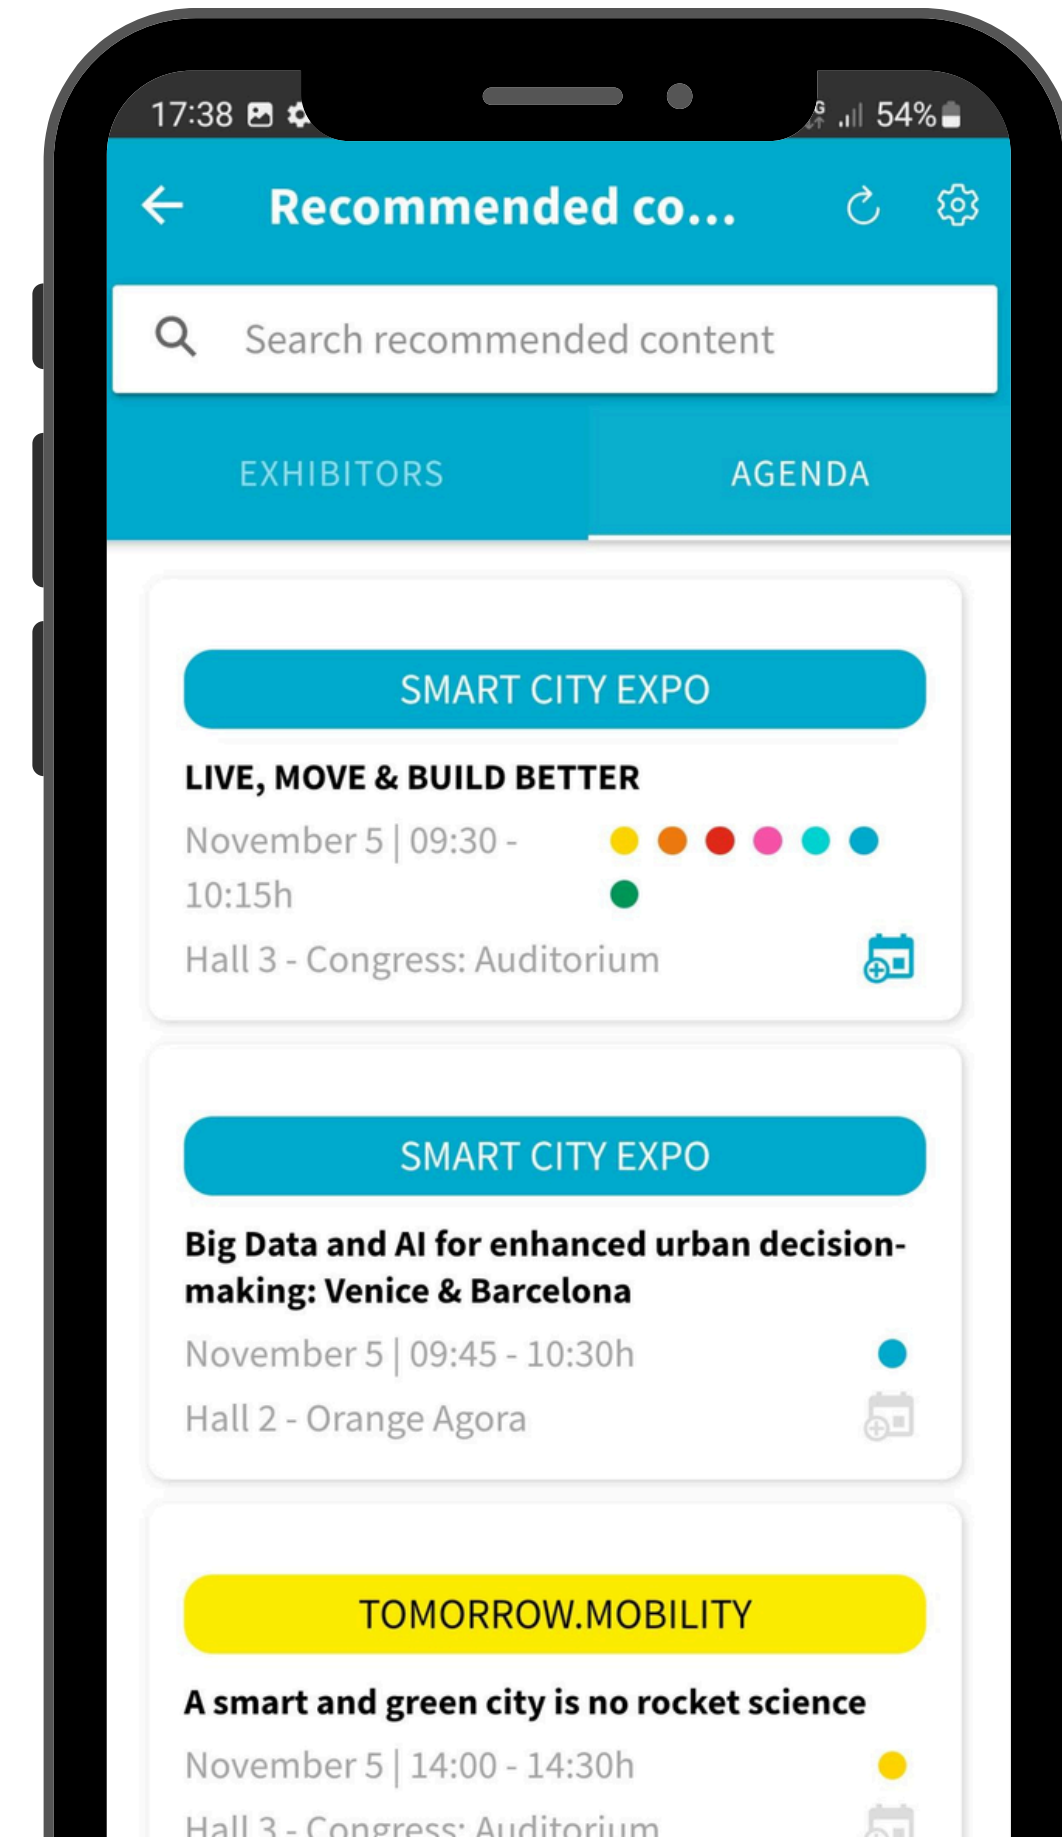 17:38
54%
Recommended co...
Search recommended content
EXHIBITORS
AGENDA
SMART CITY EXPO
LIVE, MOVE & BUILD BETTER
November 5 | 09:30 -
10:15h
Hall 3 - Congress: Auditorium
SMART CITY EXPO
Big Data and AI for enhanced urban decision-
making: Venice & Barcelona
November 5 | 09:45 - 10:30h
Hall 2 - Orange Agora
TOMORROW.MOBILITY
A smart and green city is no rocket science
November 5 | 14:00 - 14:30h
Hall 3 - Congress: Auditorium